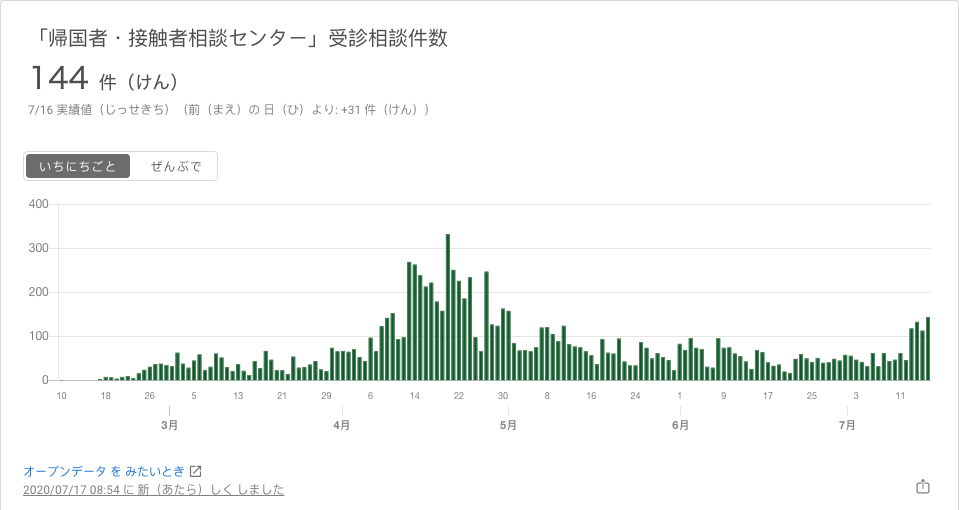 「帰国者・接触者相談センター」受診相談件数
144 件（けん）
7/16 実績値（じっせきち）（前（まえ）の 日（ひ）より: +31 件（けん））
いちにちごと ぜんぶで
400
300
200
100
0
10 18 26 5 13 21 29 6 14 22 30 8 16 24 1 9 17 25 3 11
3月 4月 5月 6月 7月
オープンデータ を みたいとき
2020/07/17 08:54 に 新（あたら）しく しました